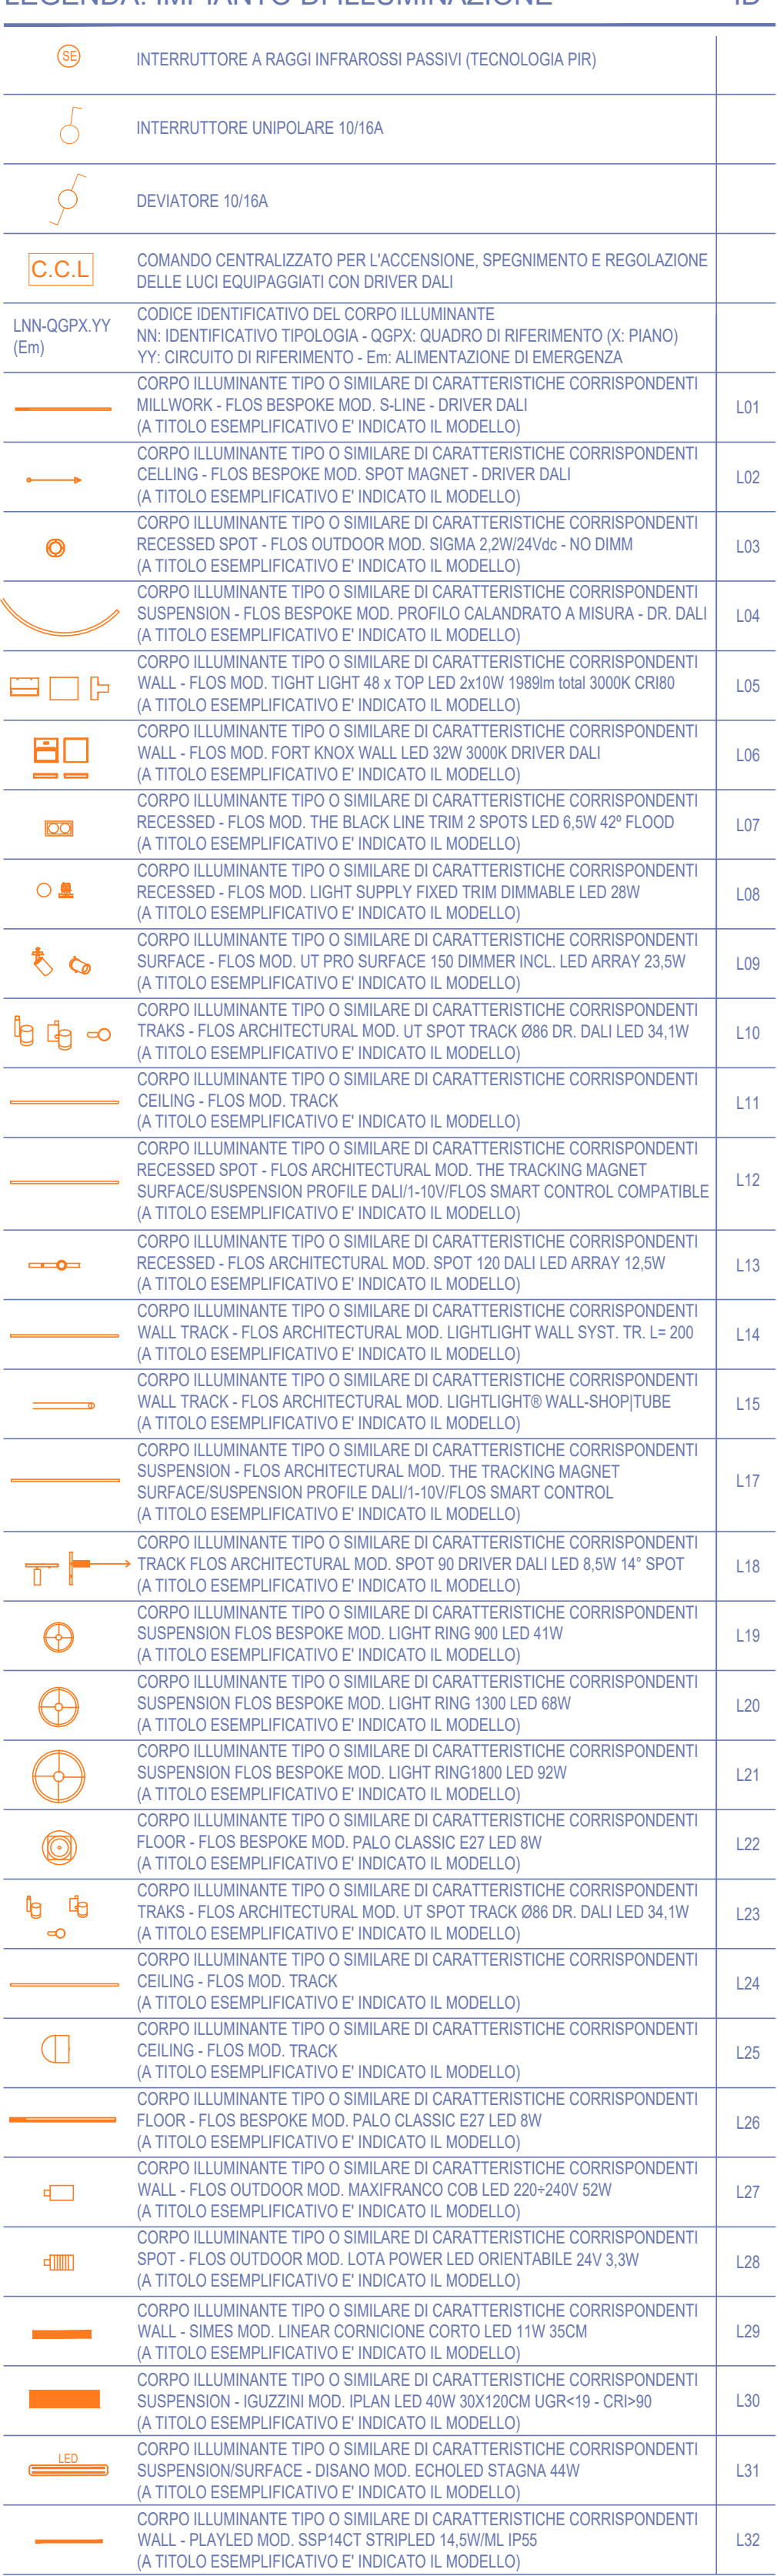 LEGENDA: IMPIANTO DI ILLUMINAZIONE ID
SE INTERRUTTORE A RAGGI INFRAROSSI PASSIVI (TECNOLOGIA PIR)
INTERRUTTORE UNIPOLARE 10/16A
DEVIATORE 10/16A
C.C.L
COMANDO CENTRALIZZATO PER L'ACCENSIONE, SPEGNIMENTO E REGOLAZIONE
DELLE LUCI EQUIPAGGIATI CON DRIVER DALI
LNN-QGPX.YY
(Em)
CODICE IDENTIFICATIVO DEL CORPO ILLUMINANTE
NN: IDENTIFICATIVO TIPOLOGIA - QGPX: QUADRO DI RIFERIMENTO (X: PIANO)
YY: CIRCUITO DI RIFERIMENTO - Em: ALIMENTAZIONE DI EMERGENZA
CORPO ILLUMINANTE TIPO O SIMILARE DI CARATTERISTICHE CORRISPONDENTI
MILLWORK - FLOS BESPOKE MOD. S-LINE - DRIVER DALI
(A TITOLO ESEMPLIFICATIVO E' INDICATO IL MODELLO)
L01
CORPO ILLUMINANTE TIPO O SIMILARE DI CARATTERISTICHE CORRISPONDENTI
CELLING - FLOS BESPOKE MOD. SPOT MAGNET - DRIVER DALI
(A TITOLO ESEMPLIFICATIVO E' INDICATO IL MODELLO)
L02
CORPO ILLUMINANTE TIPO O SIMILARE DI CARATTERISTICHE CORRISPONDENTI
RECESSED SPOT - FLOS OUTDOOR MOD. SIGMA 2,2W/24Vdc - NO DIMM
(A TITOLO ESEMPLIFICATIVO E' INDICATO IL MODELLO)
L03
CORPO ILLUMINANTE TIPO O SIMILARE DI CARATTERISTICHE CORRISPONDENTI
SUSPENSION - FLOS BESPOKE MOD. PROFILO CALANDRATO A MISURA - DR. DALI
(A TITOLO ESEMPLIFICATIVO E' INDICATO IL MODELLO)
L04
CORPO ILLUMINANTE TIPO O SIMILARE DI CARATTERISTICHE CORRISPONDENTI
WALL - FLOS MOD. TIGHT LIGHT 48 x TOP LED 2x10W 1989lm total 3000K CRI80
(A TITOLO ESEMPLIFICATIVO E' INDICATO IL MODELLO)
L05
CORPO ILLUMINANTE TIPO O SIMILARE DI CARATTERISTICHE CORRISPONDENTI
WALL - FLOS MOD. FORT KNOX WALL LED 32W 3000K DRIVER DALI
(A TITOLO ESEMPLIFICATIVO E' INDICATO IL MODELLO)
L06
CORPO ILLUMINANTE TIPO O SIMILARE DI CARATTERISTICHE CORRISPONDENTI
RECESSED - FLOS MOD. THE BLACK LINE TRIM 2 SPOTS LED 6,5W 42º FLOOD
(A TITOLO ESEMPLIFICATIVO E' INDICATO IL MODELLO)
L07
CORPO ILLUMINANTE TIPO O SIMILARE DI CARATTERISTICHE CORRISPONDENTI
RECESSED - FLOS MOD. LIGHT SUPPLY FIXED TRIM DIMMABLE LED 28W
(A TITOLO ESEMPLIFICATIVO E' INDICATO IL MODELLO)
L08
CORPO ILLUMINANTE TIPO O SIMILARE DI CARATTERISTICHE CORRISPONDENTI
SURFACE - FLOS MOD. UT PRO SURFACE 150 DIMMER INCL. LED ARRAY 23,5W
(A TITOLO ESEMPLIFICATIVO E' INDICATO IL MODELLO)
L09
CORPO ILLUMINANTE TIPO O SIMILARE DI CARATTERISTICHE CORRISPONDENTI
TRAKS - FLOS ARCHITECTURAL MOD. UT SPOT TRACK Ø86 DR. DALI LED 34,1W
(A TITOLO ESEMPLIFICATIVO E' INDICATO IL MODELLO)
L10
CORPO ILLUMINANTE TIPO O SIMILARE DI CARATTERISTICHE CORRISPONDENTI
CEILING - FLOS MOD. TRACK
(A TITOLO ESEMPLIFICATIVO E' INDICATO IL MODELLO)
L11
CORPO ILLUMINANTE TIPO O SIMILARE DI CARATTERISTICHE CORRISPONDENTI
RECESSED SPOT - FLOS ARCHITECTURAL MOD. THE TRACKING MAGNET
SURFACE/SUSPENSION PROFILE DALI/1-10V/FLOS SMART CONTROL COMPATIBLE
(A TITOLO ESEMPLIFICATIVO E' INDICATO IL MODELLO)
L12
CORPO ILLUMINANTE TIPO O SIMILARE DI CARATTERISTICHE CORRISPONDENTI
RECESSED - FLOS ARCHITECTURAL MOD. SPOT 120 DALI LED ARRAY 12,5W
(A TITOLO ESEMPLIFICATIVO E' INDICATO IL MODELLO)
L13
CORPO ILLUMINANTE TIPO O SIMILARE DI CARATTERISTICHE CORRISPONDENTI
WALL TRACK - FLOS ARCHITECTURAL MOD. LIGHTLIGHT WALL SYST. TR. L= 200
(A TITOLO ESEMPLIFICATIVO E' INDICATO IL MODELLO)
L14
CORPO ILLUMINANTE TIPO O SIMILARE DI CARATTERISTICHE CORRISPONDENTI
WALL TRACK - FLOS ARCHITECTURAL MOD. LIGHTLIGHT® WALL-SHOP|TUBE
(A TITOLO ESEMPLIFICATIVO E' INDICATO IL MODELLO)
L15
CORPO ILLUMINANTE TIPO O SIMILARE DI CARATTERISTICHE CORRISPONDENTI
SUSPENSION - FLOS ARCHITECTURAL MOD. THE TRACKING MAGNET
SURFACE/SUSPENSION PROFILE DALI/1-10V/FLOS SMART CONTROL
(A TITOLO ESEMPLIFICATIVO E' INDICATO IL MODELLO)
L17
CORPO ILLUMINANTE TIPO O SIMILARE DI CARATTERISTICHE CORRISPONDENTI
TRACK FLOS ARCHITECTURAL MOD. SPOT 90 DRIVER DALI LED 8,5W 14° SPOT
(A TITOLO ESEMPLIFICATIVO E' INDICATO IL MODELLO)
L18
CORPO ILLUMINANTE TIPO O SIMILARE DI CARATTERISTICHE CORRISPONDENTI
SUSPENSION FLOS BESPOKE MOD. LIGHT RING 900 LED 41W
(A TITOLO ESEMPLIFICATIVO E' INDICATO IL MODELLO)
L19
CORPO ILLUMINANTE TIPO O SIMILARE DI CARATTERISTICHE CORRISPONDENTI
SUSPENSION FLOS BESPOKE MOD. LIGHT RING 1300 LED 68W
(A TITOLO ESEMPLIFICATIVO E' INDICATO IL MODELLO)
L20
CORPO ILLUMINANTE TIPO O SIMILARE DI CARATTERISTICHE CORRISPONDENTI
SUSPENSION FLOS BESPOKE MOD. LIGHT RING1800 LED 92W
(A TITOLO ESEMPLIFICATIVO E' INDICATO IL MODELLO)
L21
CORPO ILLUMINANTE TIPO O SIMILARE DI CARATTERISTICHE CORRISPONDENTI
FLOOR - FLOS BESPOKE MOD. PALO CLASSIC E27 LED 8W
(A TITOLO ESEMPLIFICATIVO E' INDICATO IL MODELLO)
L22
CORPO ILLUMINANTE TIPO O SIMILARE DI CARATTERISTICHE CORRISPONDENTI
TRAKS - FLOS ARCHITECTURAL MOD. UT SPOT TRACK Ø86 DR. DALI LED 34,1W
(A TITOLO ESEMPLIFICATIVO E' INDICATO IL MODELLO)
L23
CORPO ILLUMINANTE TIPO O SIMILARE DI CARATTERISTICHE CORRISPONDENTI
CEILING - FLOS MOD. TRACK
(A TITOLO ESEMPLIFICATIVO E' INDICATO IL MODELLO)
L24
CORPO ILLUMINANTE TIPO O SIMILARE DI CARATTERISTICHE CORRISPONDENTI
CEILING - FLOS MOD. TRACK
(A TITOLO ESEMPLIFICATIVO E' INDICATO IL MODELLO)
L25
CORPO ILLUMINANTE TIPO O SIMILARE DI CARATTERISTICHE CORRISPONDENTI
FLOOR - FLOS BESPOKE MOD. PALO CLASSIC E27 LED 8W
(A TITOLO ESEMPLIFICATIVO E' INDICATO IL MODELLO)
L26
CORPO ILLUMINANTE TIPO O SIMILARE DI CARATTERISTICHE CORRISPONDENTI
WALL - FLOS OUTDOOR MOD. MAXIFRANCO COB LED 220÷240V 52W
(A TITOLO ESEMPLIFICATIVO E' INDICATO IL MODELLO)
L27
CORPO ILLUMINANTE TIPO O SIMILARE DI CARATTERISTICHE CORRISPONDENTI
SPOT - FLOS OUTDOOR MOD. LOTA POWER LED ORIENTABILE 24V 3,3W
(A TITOLO ESEMPLIFICATIVO E' INDICATO IL MODELLO)
L28
CORPO ILLUMINANTE TIPO O SIMILARE DI CARATTERISTICHE CORRISPONDENTI
WALL - SIMES MOD. LINEAR CORNICIONE CORTO LED 11W 35CM
(A TITOLO ESEMPLIFICATIVO E' INDICATO IL MODELLO)
L29
CORPO ILLUMINANTE TIPO O SIMILARE DI CARATTERISTICHE CORRISPONDENTI
SUSPENSION - IGUZZINI MOD. IPLAN LED 40W 30X120CM UGR<19 - CRI>90
(A TITOLO ESEMPLIFICATIVO E' INDICATO IL MODELLO)
L30
LED
CORPO ILLUMINANTE TIPO O SIMILARE DI CARATTERISTICHE CORRISPONDENTI
SUSPENSION/SURFACE - DISANO MOD. ECHOLED STAGNA 44W
(A TITOLO ESEMPLIFICATIVO E' INDICATO IL MODELLO)
L31
CORPO ILLUMINANTE TIPO O SIMILARE DI CARATTERISTICHE CORRISPONDENTI
WALL - PLAYLED MOD. SSP14CT STRIPLED 14,5W/ML IP55
(A TITOLO ESEMPLIFICATIVO E' INDICATO IL MODELLO)
L32